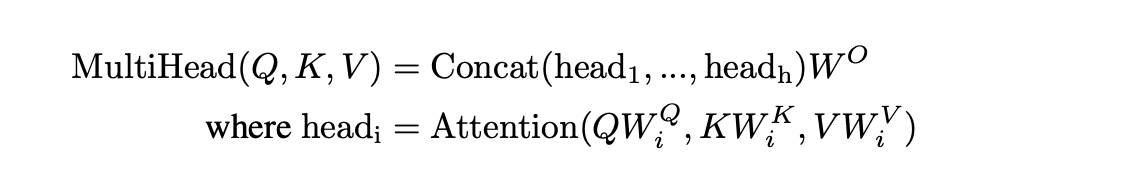 MultiHead(Q, K, V) = Concat(head₁, ..., headₕ)W^O
where headᵢ = Attention(QWᵢ^Q, KWᵢ^K, VWᵢ^V)